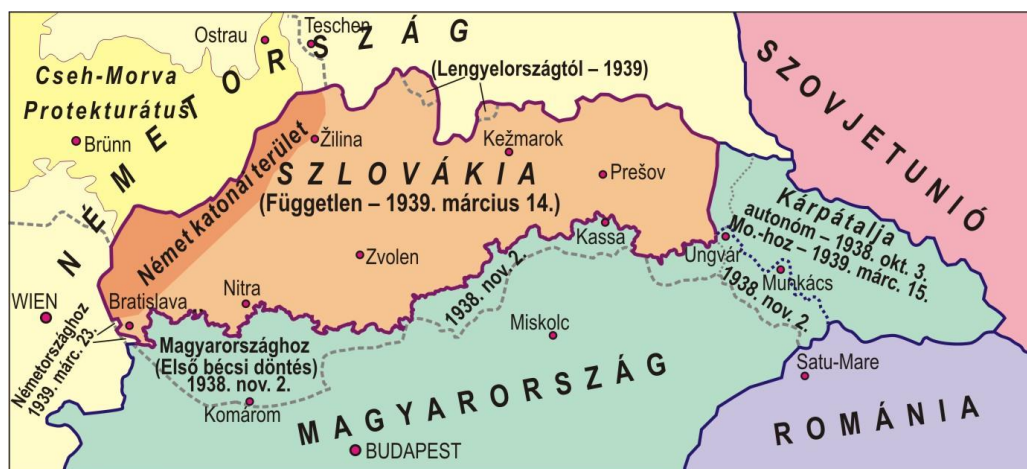 Ostrau
Teschen
NÉMETORSZÁG
(Lengyelországtól – 1939)
SZOVJETUNIÓ
Cseh-Morva
Protekturátus
Brünn
Žilina
Kežmarok
Német katonai terület
SZLOVÁKIA
(Független – 1939. március 14.)
Prešov
Kárpátalja
autonóm – 1938. okt. 3.
Mo.-hoz – 1939. márc. 15.
Kassa
Ungvár
Zvolen
Munkács
1938. nov. 2.
1938. nov. 2.
WIEN
Bratislava
Nitra
Németországhoz
1939. márc. 23.
Magyarországhoz
(Első bécsi döntés)
1938. nov. 2.
Komárom
Miskolc
Satu-Mare
MAGYARORSZÁG
ROMÁNIA
BUDAPEST